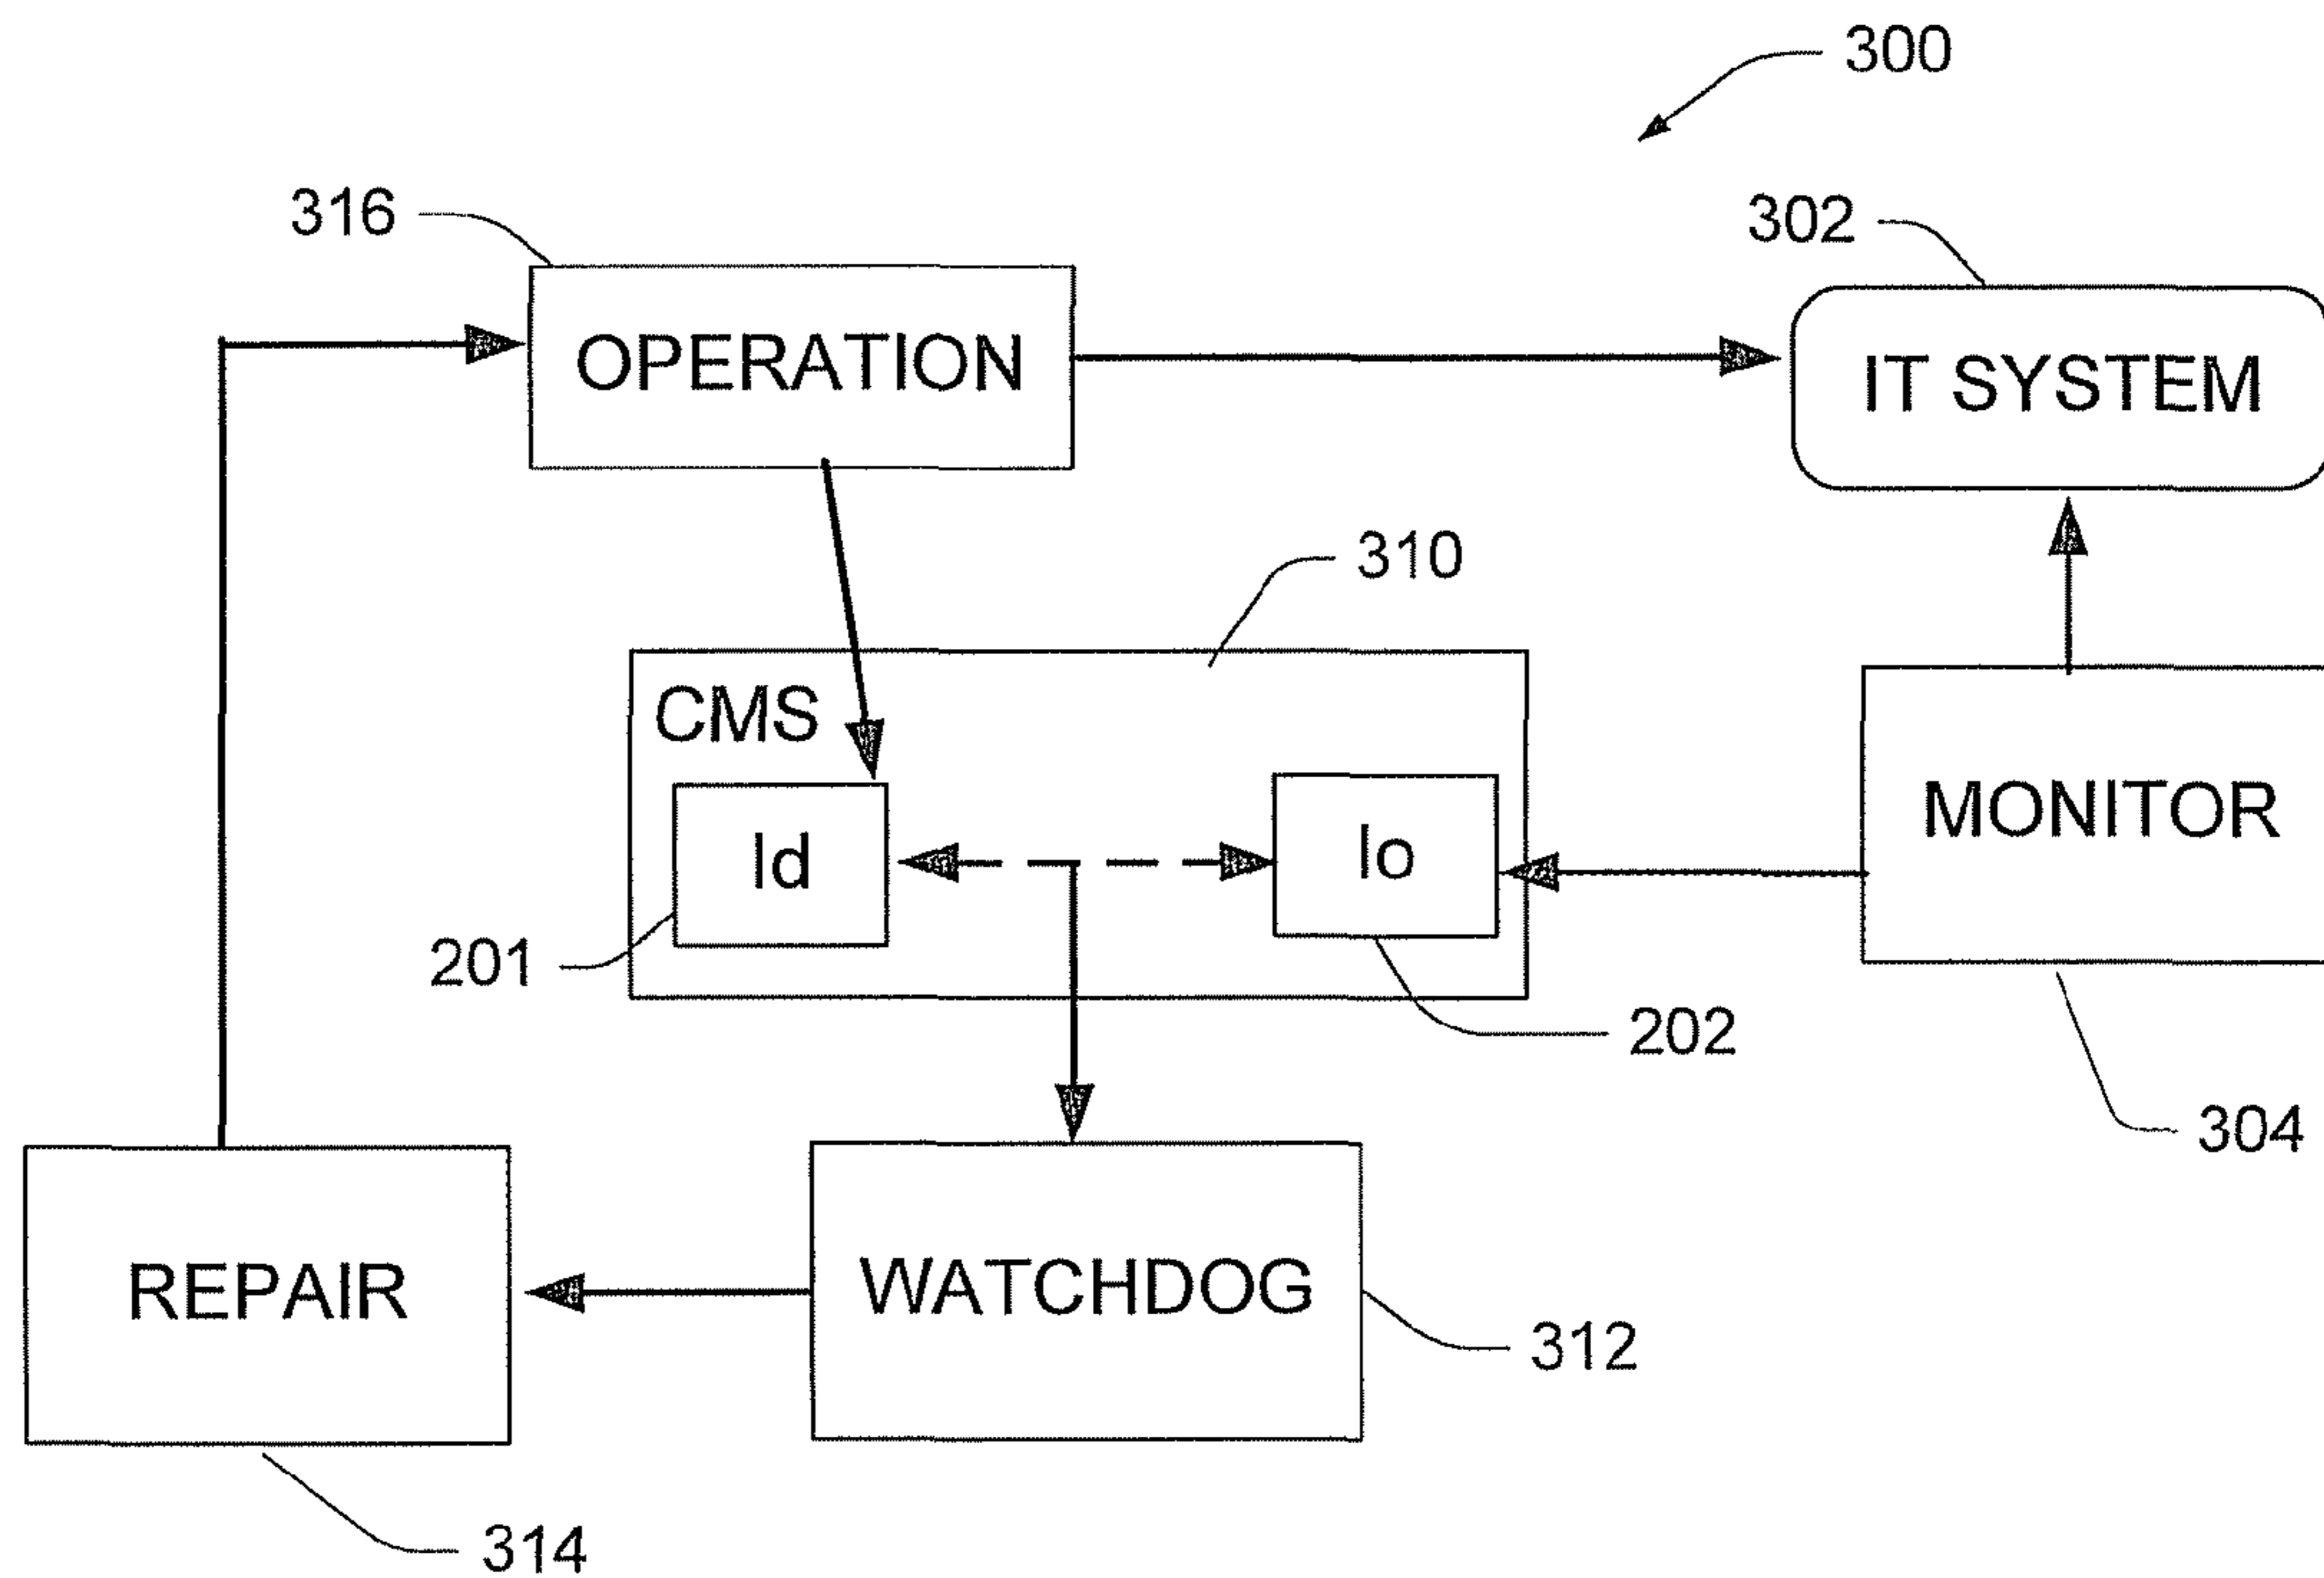 300
316
302
OPERATION
IT SYSTEM
310
CMS
MONITOR
Id
Io
201
202
304
REPAIR
WATCHDOG
312
314